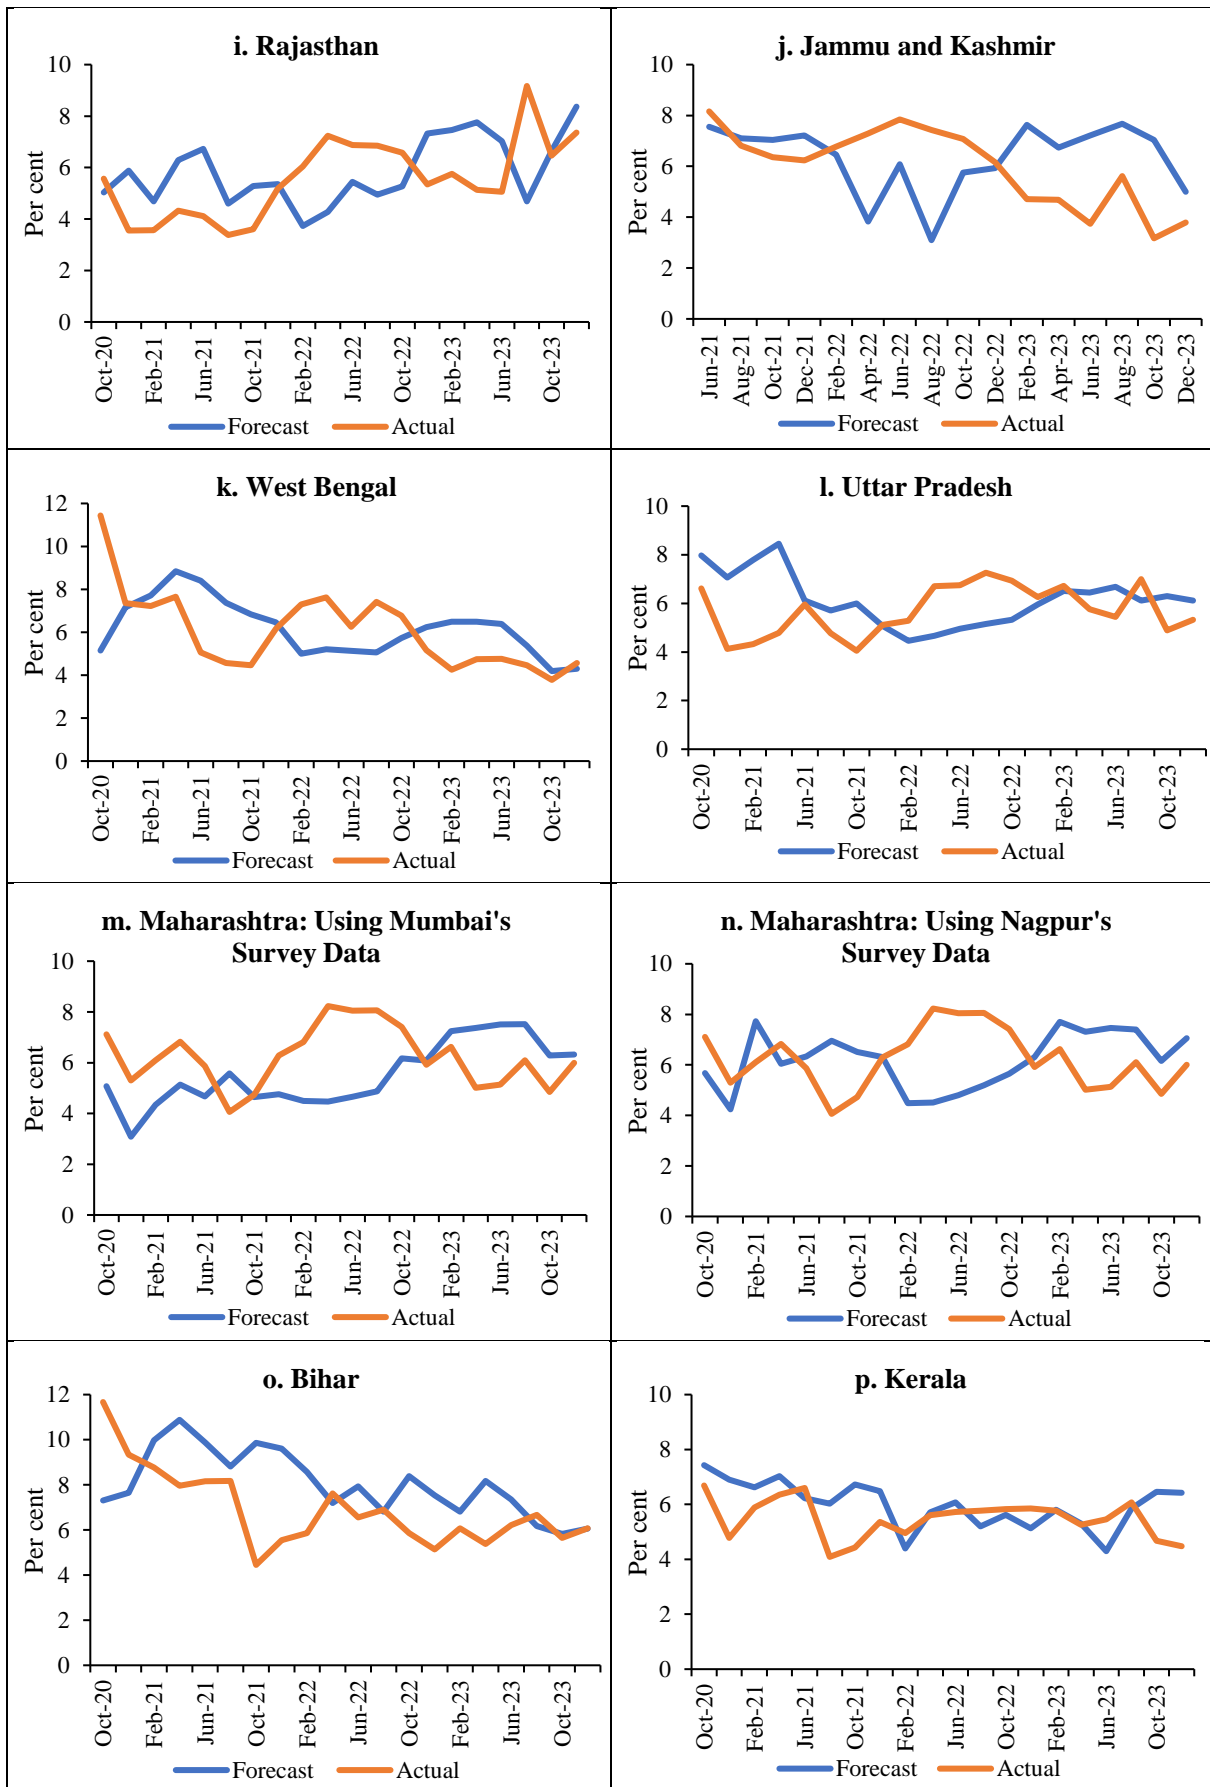 i. Rajasthan
Per cent
10
8
6
4
2
0
Oct-20
Feb-21
Jun-21
Oct-21
Feb-22
Jun-22
Oct-22
Feb-23
Jun-23
Oct-23
Forecast Actual
j. Jammu and Kashmir
Per cent
10
8
6
4
2
0
Jun-21
Aug-21
Oct-21
Dec-21
Feb-22
Apr-22
Jun-22
Aug-22
Oct-22
Dec-22
Feb-23
Apr-23
Jun-23
Aug-23
Oct-23
Dec-23
Forecast Actual
k. West Bengal
Per cent
12
10
8
6
4
2
0
Oct-20
Feb-21
Jun-21
Oct-21
Feb-22
Jun-22
Oct-22
Feb-23
Jun-23
Oct-23
Forecast Actual
l. Uttar Pradesh
Per cent
10
8
6
4
2
0
Oct-20
Feb-21
Jun-21
Oct-21
Feb-22
Jun-22
Oct-22
Feb-23
Jun-23
Oct-23
Forecast Actual
m. Maharashtra: Using Mumbai's
Survey Data
Per cent
10
8
6
4
2
0
Oct-20
Feb-21
Jun-21
Oct-21
Feb-22
Jun-22
Oct-22
Feb-23
Jun-23
Oct-23
Forecast Actual
n. Maharashtra: Using Nagpur's
Survey Data
Per cent
10
8
6
4
2
0
Oct-20
Feb-21
Jun-21
Oct-21
Feb-22
Jun-22
Oct-22
Feb-23
Jun-23
Oct-23
Forecast Actual
o. Bihar
Per cent
12
10
8
6
4
2
0
Oct-20
Feb-21
Jun-21
Oct-21
Feb-22
Jun-22
Oct-22
Feb-23
Jun-23
Oct-23
Forecast Actual
p. Kerala
Per cent
10
8
6
4
2
0
Oct-20
Feb-21
Jun-21
Oct-21
Feb-22
Jun-22
Oct-22
Feb-23
Jun-23
Oct-23
Forecast Actual